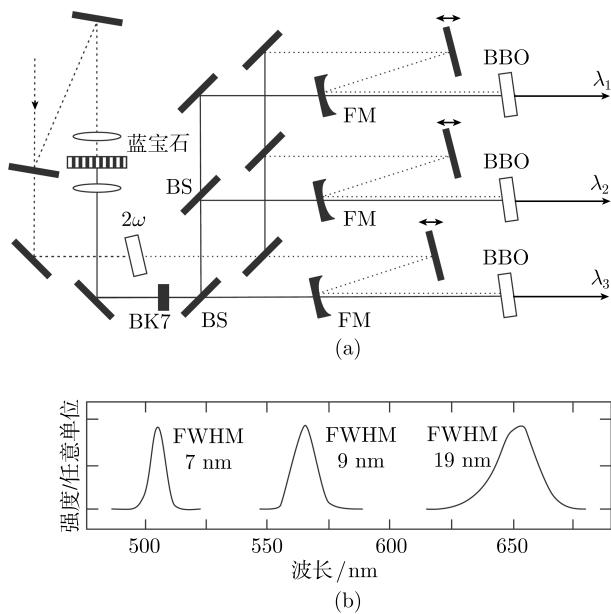 BBO
λ₁
FM
蓝宝石
BBO
BS
λ₂
FM
2ω
BBO
λ₃
BK7
BS
FM
(a)
强度/任意单位
FWHM
7 nm
FWHM
9 nm
FWHM
19 nm
500
550
600
650
波长/nm
(b)